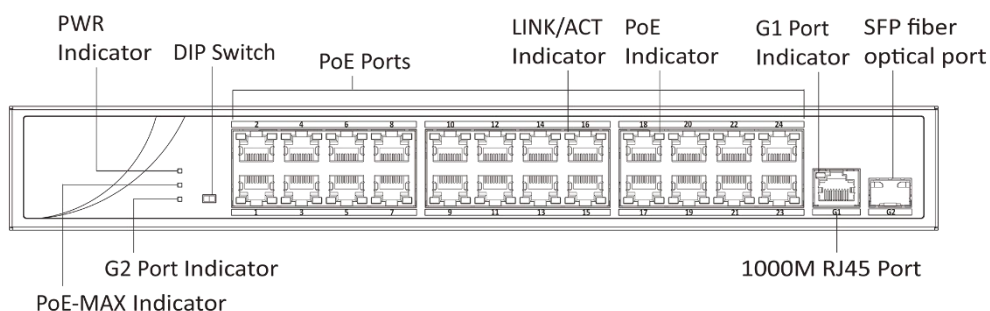 PWR
Indicator
DIP Switch
PoE Ports
LINK/ACT
Indicator
PoE
Indicator
G1 Port
Indicator
SFP fiber
optical port
2 4 6 8 10 12 14 16 18 20 22 24
1 3 5 7 9 11 13 15 17 19 21 23 G1 G2
G2 Port Indicator
1000M RJ45 Port
PoE-MAX Indicator